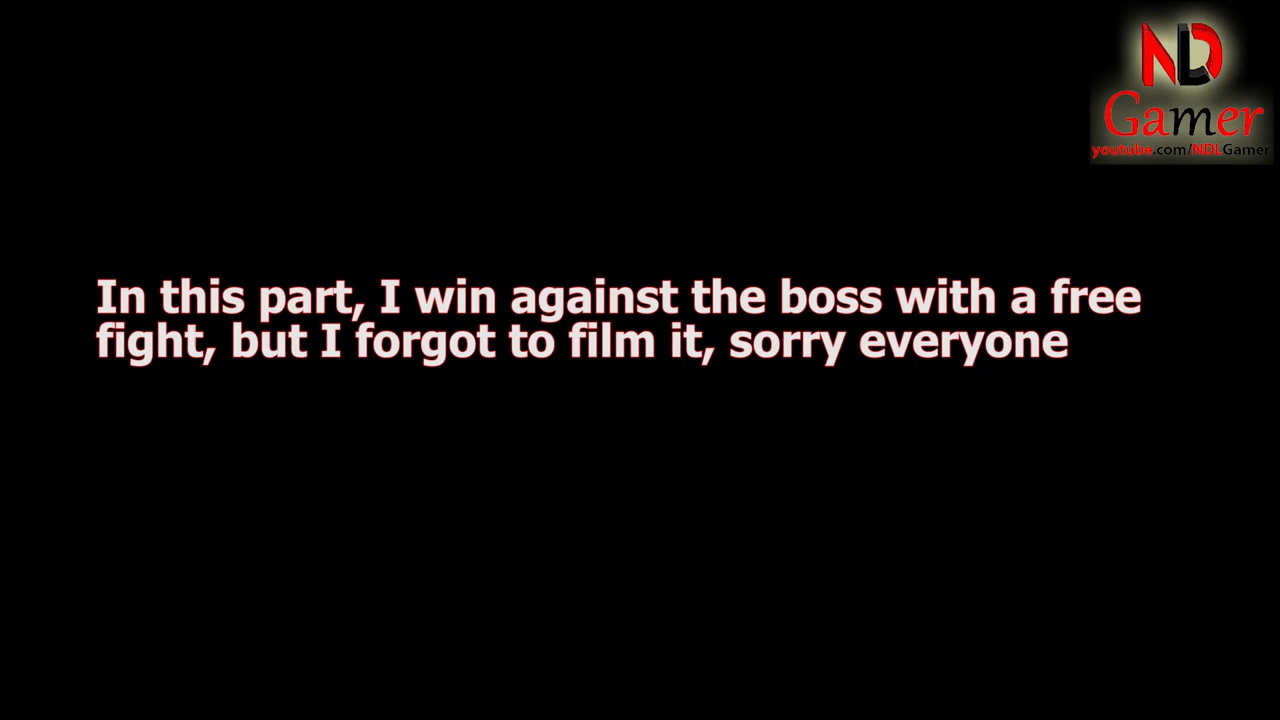 NDL
Gamer
youtube.com/NDLGamer
In this part, I win against the boss with a free
fight, but I forgot to film it, sorry everyone